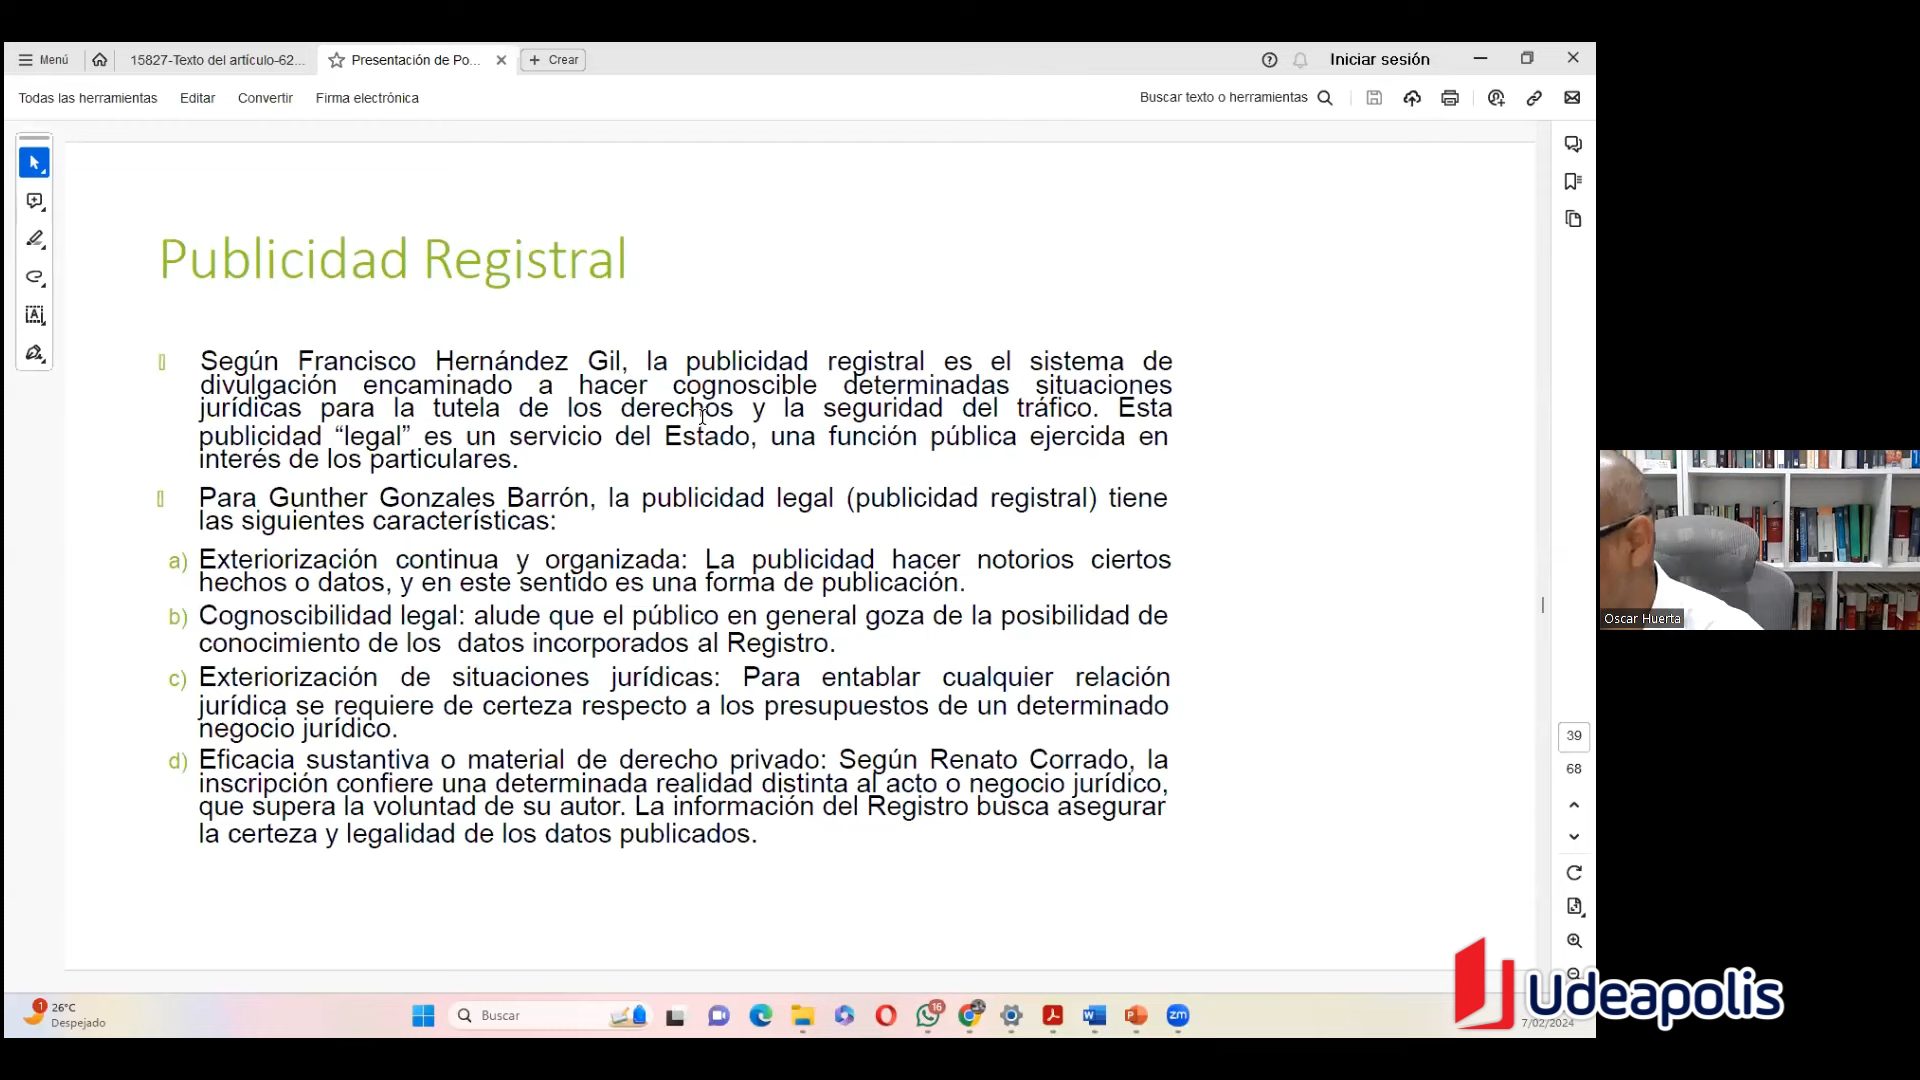 Menú
15827-Texto del artículo-62...
Presentación de Po...
Crear
Iniciar sesión
Todas las herramientas
Editar
Convertir
Firma electrónica
Buscar texto o herramientas
Publicidad Registral
Según Francisco Hernández Gil, la publicidad registral es el sistema de
divulgación encaminado a hacer cognoscible determinadas situaciones
jurídicas para la tutela de los derechos y la seguridad del tráfico. Esta
publicidad “legal” es un servicio del Estado, una función pública ejercida en
interés de los particulares.
Para Gunther Gonzales Barrón, la publicidad legal (publicidad registral) tiene
las siguientes características:
a) Exteriorización continua y organizada: La publicidad hacer notorios ciertos
hechos o datos, y en este sentido es una forma de publicación.
b) Cognoscibilidad legal: alude que el público en general goza de la posibilidad de
conocimiento de los datos incorporados al Registro.
c) Exteriorización de situaciones jurídicas: Para entablar cualquier relación
jurídica se requiere de certeza respecto a los presupuestos de un determinado
negocio jurídico.
d) Eficacia sustantiva o material de derecho privado: Según Renato Corrado, la
inscripción confiere una determinada realidad distinta al acto o negocio jurídico,
que supera la voluntad de su autor. La información del Registro busca asegurar
la certeza y legalidad de los datos publicados.
39
68
Oscar Huerta
1
26°C
Despejado
Buscar
16
zm
7/02/2024
Udeapolis